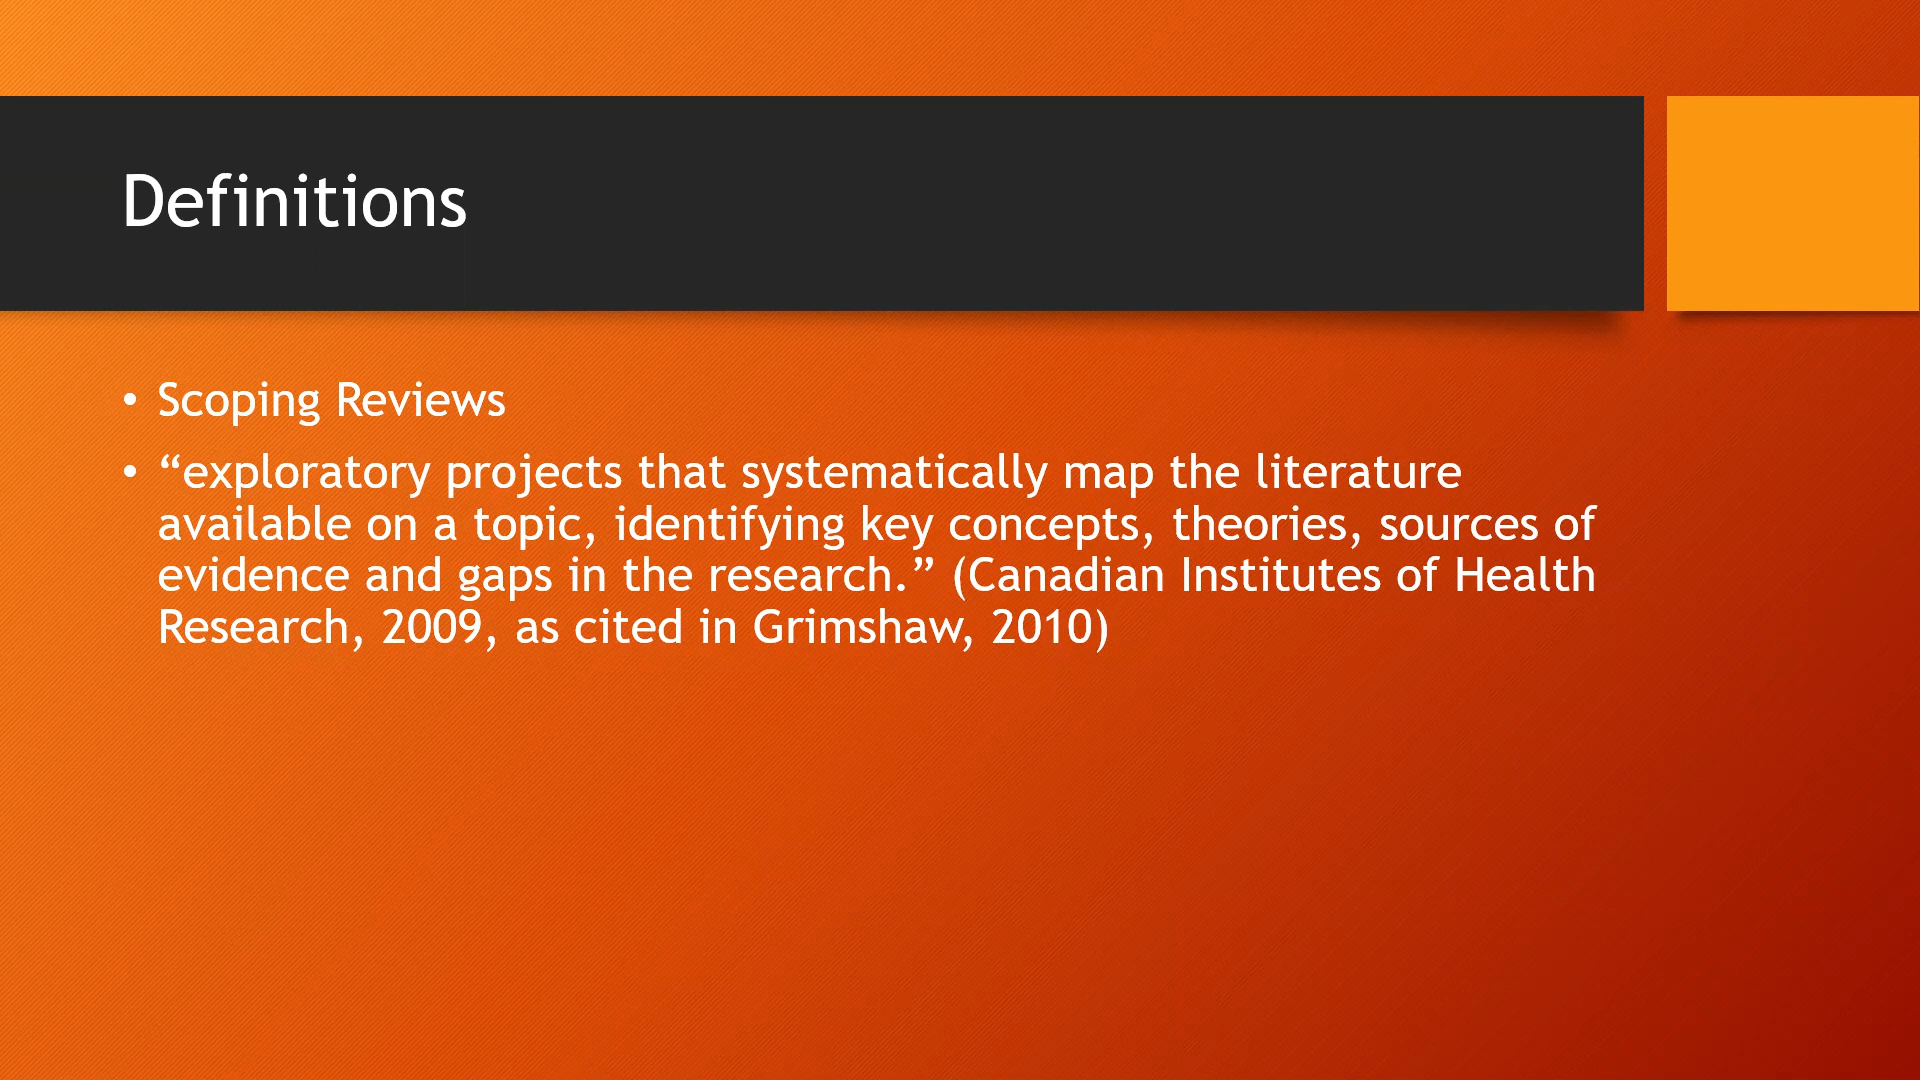 Definitions
• Scoping Reviews
• “exploratory projects that systematically map the literature
available on a topic, identifying key concepts, theories, sources of
evidence and gaps in the research.” (Canadian Institutes of Health
Research, 2009, as cited in Grimshaw, 2010)